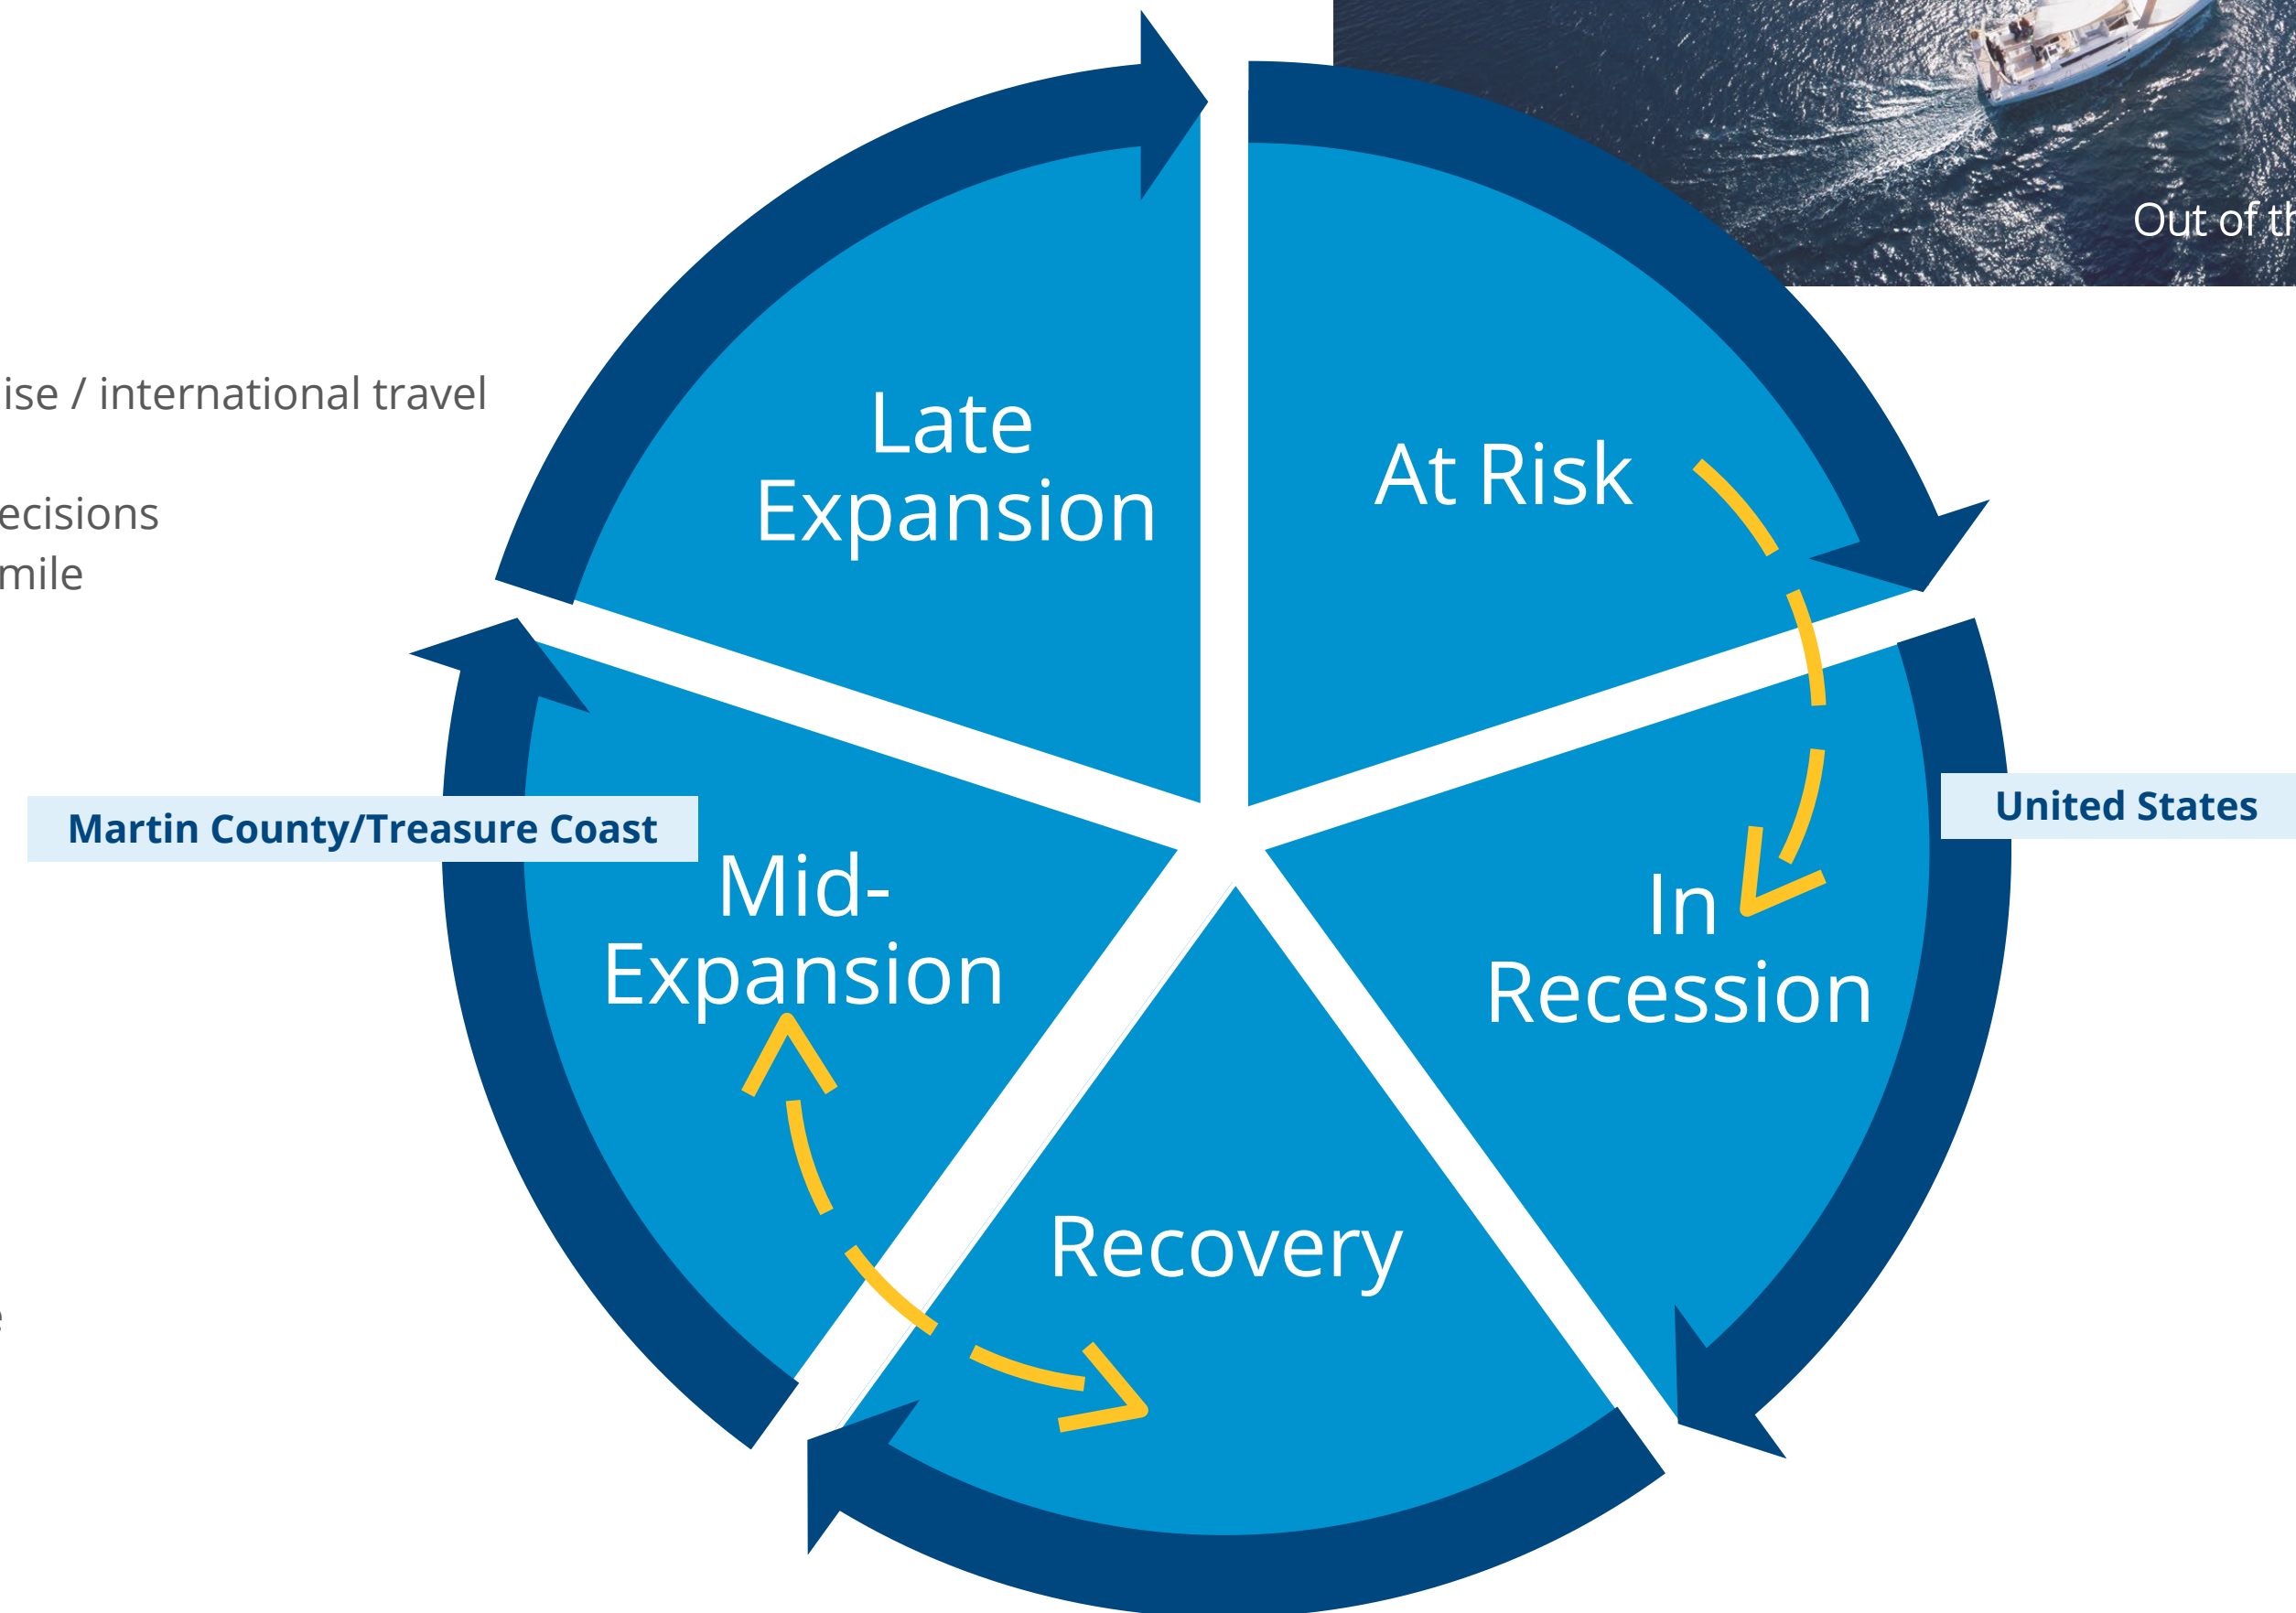 Out of
ise / international travel
ecisions
mile
Late
Expansion
At Risk
Martin County/Treasure Coast
United States
Mid-
Expansion
In
Recession
Recovery